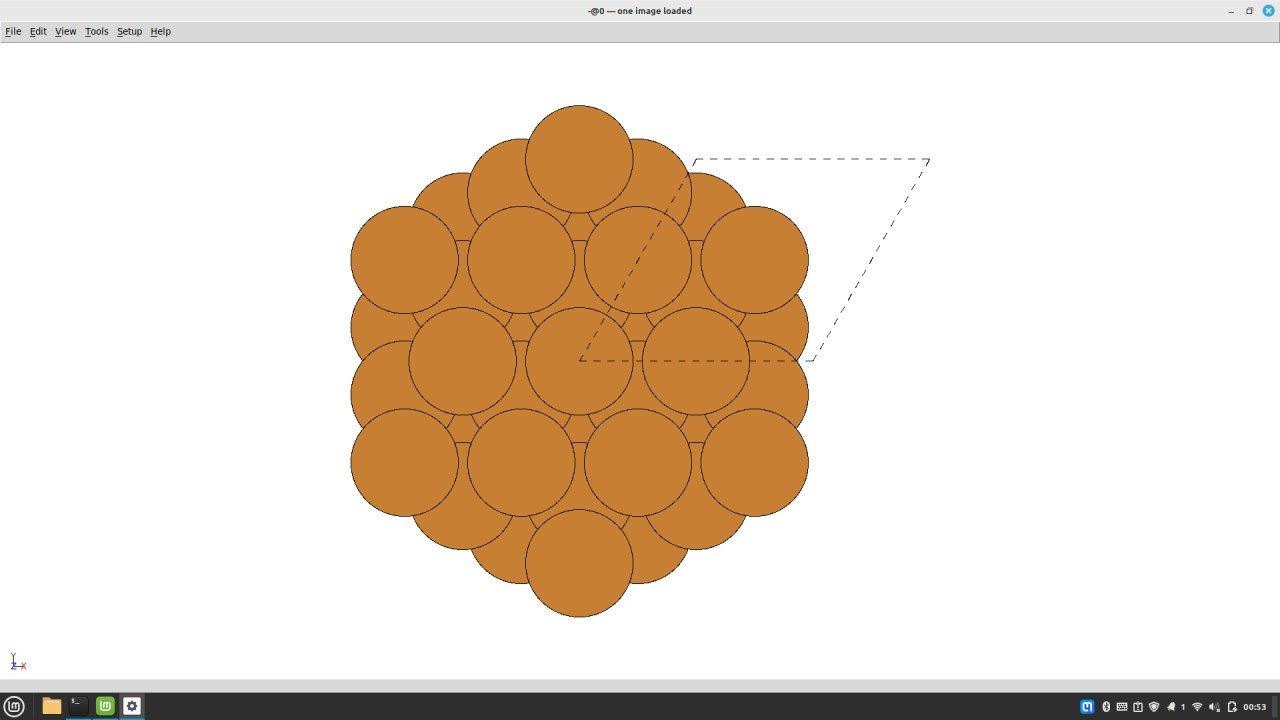 -@0 — one image loaded
File Edit View Tools Setup Help
Y
Z X
1 00:53